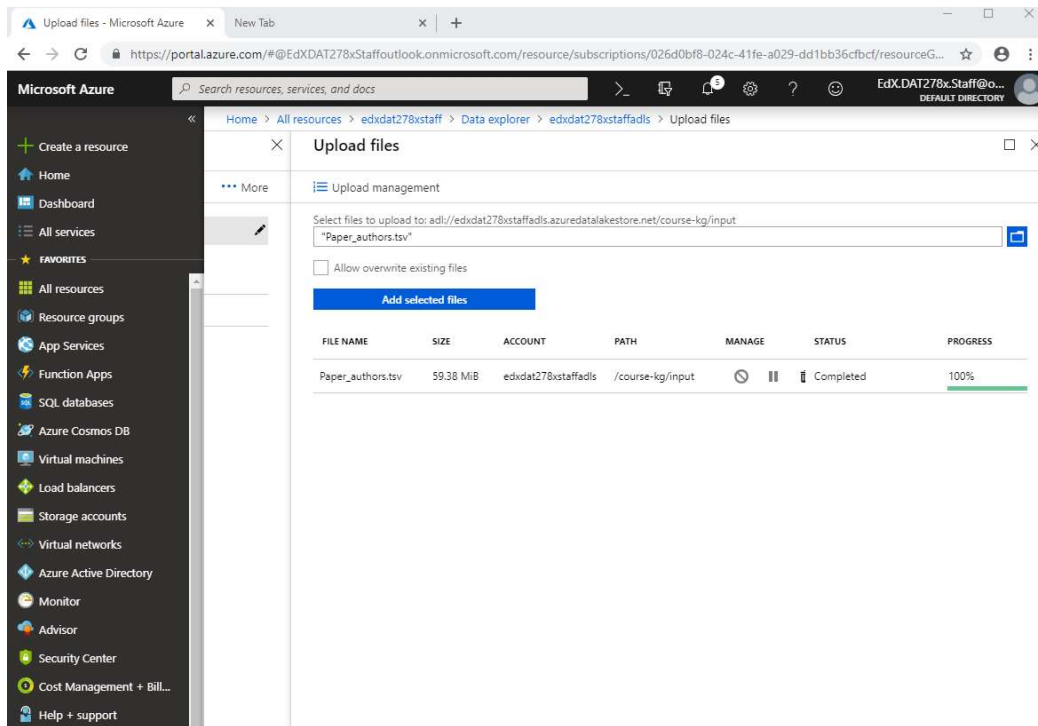 Upload files - Microsoft Azure
New Tab
https://portal.azure.com/#@EdXDAT278xStaffoutlook.onmicrosoft.com/resource/subscriptions/026d0bf8-024c-41fe-a029-dd1bb36cfbcf/resourceG...
Microsoft Azure
Search resources, services, and docs
5
EdX.DAT278x.Staff@o...
DEFAULT DIRECTORY
Home > All resources > edxdat278xstaff > Data explorer > edxdat278xstaffadls > Upload files
Create a resource
Home
Dashboard
All services
FAVORITES
All resources
Resource groups
App Services
Function Apps
SQL databases
Azure Cosmos DB
Virtual machines
Load balancers
Storage accounts
Virtual networks
Azure Active Directory
Monitor
Advisor
Security Center
Cost Management + Bill...
Help + support
More
Upload files
Upload management
Select files to upload to: adl://edxdat278xstaffadls.azuredatalakestore.net/course-kg/input
"Paper_authors.tsv"
Allow overwrite existing files
Add selected files
FILE NAME SIZE ACCOUNT PATH MANAGE STATUS PROGRESS
Paper_authors.tsv 59.38 MiB edxdat278xstaffadls /course-kg/input Completed 100%